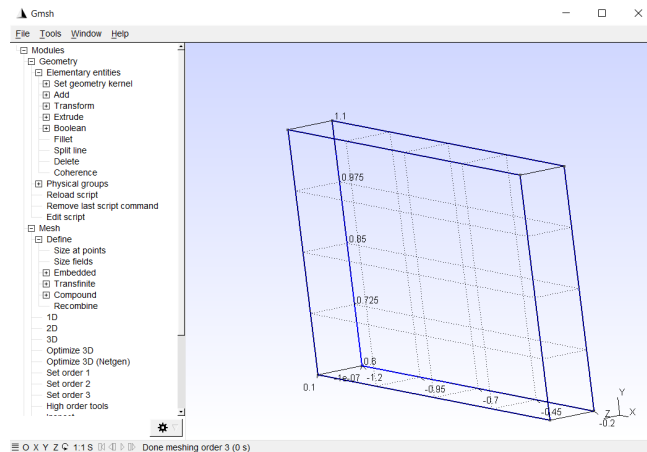 Gmsh
File Tools Window Help
Modules
Geometry
Elementary entities
Set geometry kernel
Add
Transform
Extrude
Boolean
Fillet
Split line
Delete
Coherence
Physical groups
Reload script
Remove last script command
Edit script
Mesh
Define
Size at points
Size fields
Embedded
Transfinite
Compound
Recombine
1D
2D
3D
Optimize 3D
Optimize 3D (Netgen)
Set order 1
Set order 2
Set order 3
High order tools
1.1
0.975
0.85
0.725
0.6
0.1 -1e-07 -1.2 -0.95 -0.7 -0.45 -0.2
Y
Z X
O X Y Z 1:1 S Done meshing order 3 (0 s)